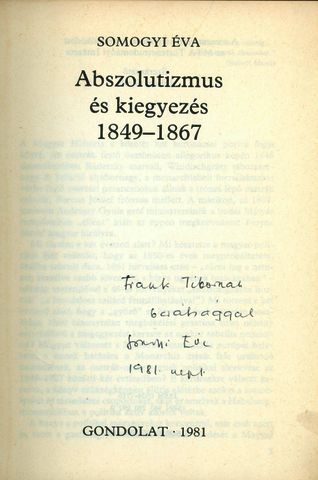 SOMOGYI ÉVA
Abszolutizmus
és kiegyezés
1849–1867
Frank Tibornak
barátsággal
Somogyi Éva
1981. szept.
GONDOLAT · 1981